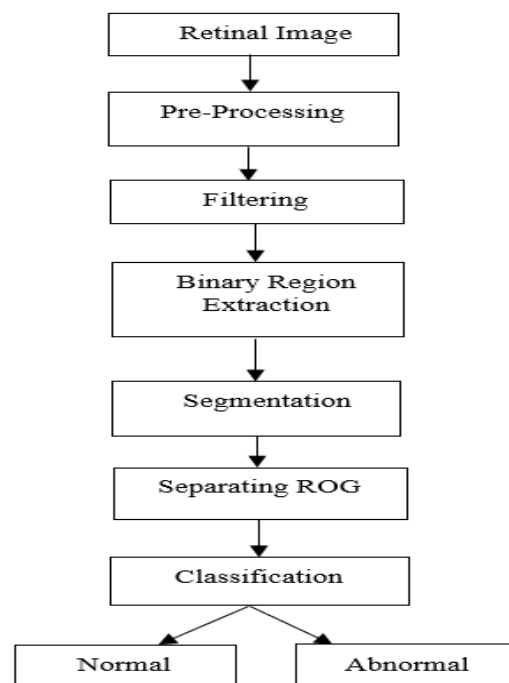 Retinal Image
Pre-Processing
Filtering
Binary Region
Extraction
Segmentation
Separating ROG
Classification
Normal
Abnormal